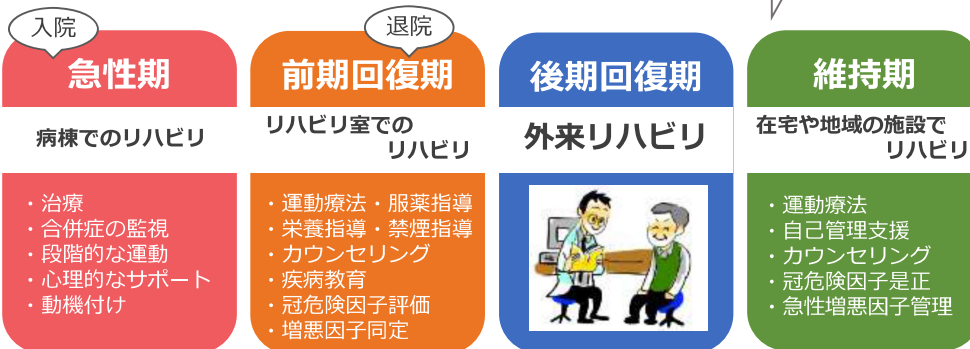 入院
急性期
病棟でのリハビリ
・治療
・合併症の監視
・段階的な運動
・心理的なサポート
・動機付け
退院
前期回復期
リハビリ室での
リハビリ
・運動療法・服薬指導
・栄養指導・禁煙指導
・カウンセリング
・疾病教育
・冠危険因子評価
・増悪因子同定
後期回復期
外来リハビリ
維持期
在宅や地域の施設で
リハビリ
・運動療法
・自己管理支援
・カウンセリング
・冠危険因子是正
・急性増悪因子管理